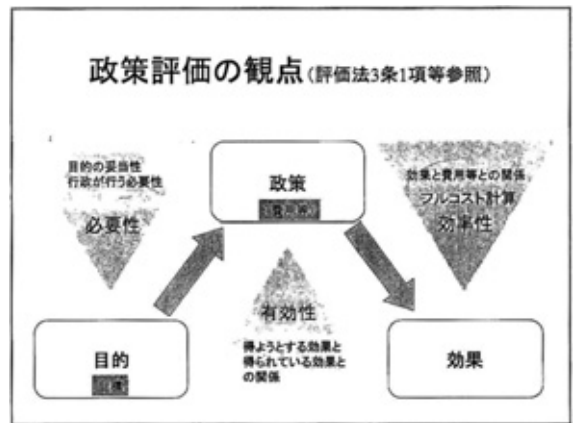 政策評価の観点(評価法3条1項等参照)
目的の妥当性
行政が行う必要性
必要性
政策
効果と費用等との関係
フルコスト計算
効率性
有効性
得ようとする効果と
得られている効果と
の関係
目的
効果